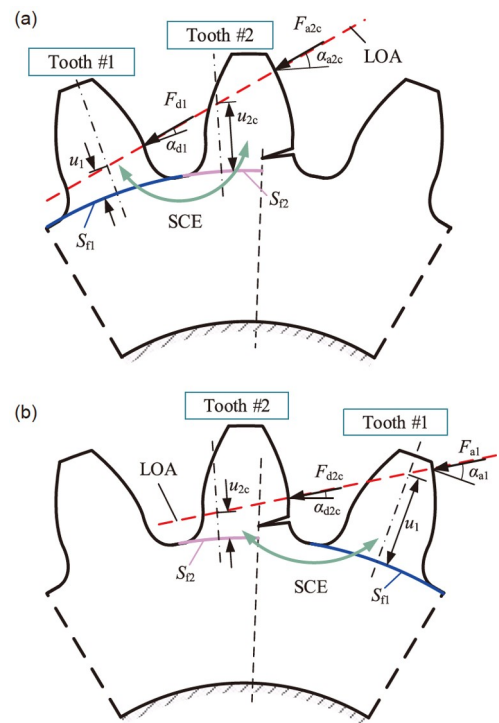 (a)
Tooth #2
Tooth #1
F_a2c
LOA
α_a2c
F_d1
α_d1
u_2c
u_1
S_f2
SCE
S_f1
(b)
Tooth #2
Tooth #1
LOA
u_2c
F_d2c
α_d2c
F_a1
α_a1
u_1
S_f2
SCE
S_f1